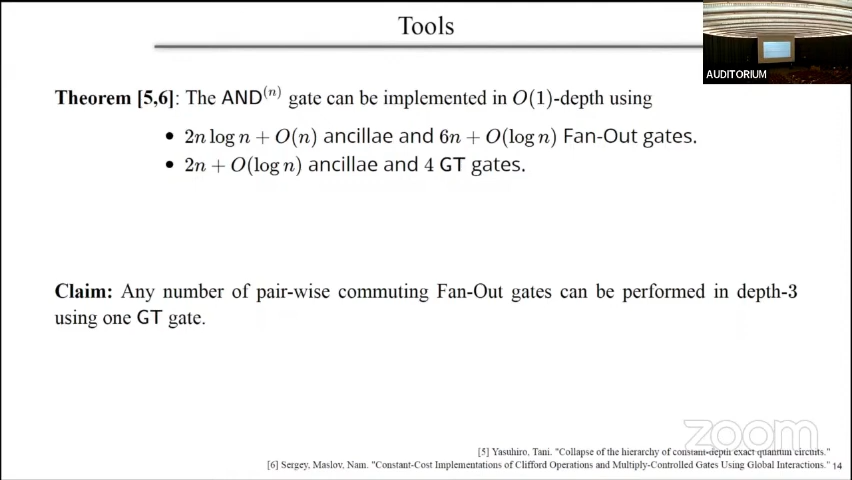 Tools
AUDITORIUM
Theorem [5,6]: The AND⁽ⁿ⁾ gate can be implemented in O(1)-depth using
• 2n log n + O(n) ancillae and 6n + O(log n) Fan-Out gates.
• 2n + O(log n) ancillae and 4 GT gates.
Claim: Any number of pair-wise commuting Fan-Out gates can be performed in depth-3
using one GT gate.
zoom
[5] Yasuhiro, Tani. "Collapse of the hierarchy of constant-depth exact quantum circuits."
[6] Sergey, Maslov, Nam. "Constant-Cost Implementations of Clifford Operations and Multiply-Controlled Gates Using Global Interactions." 14